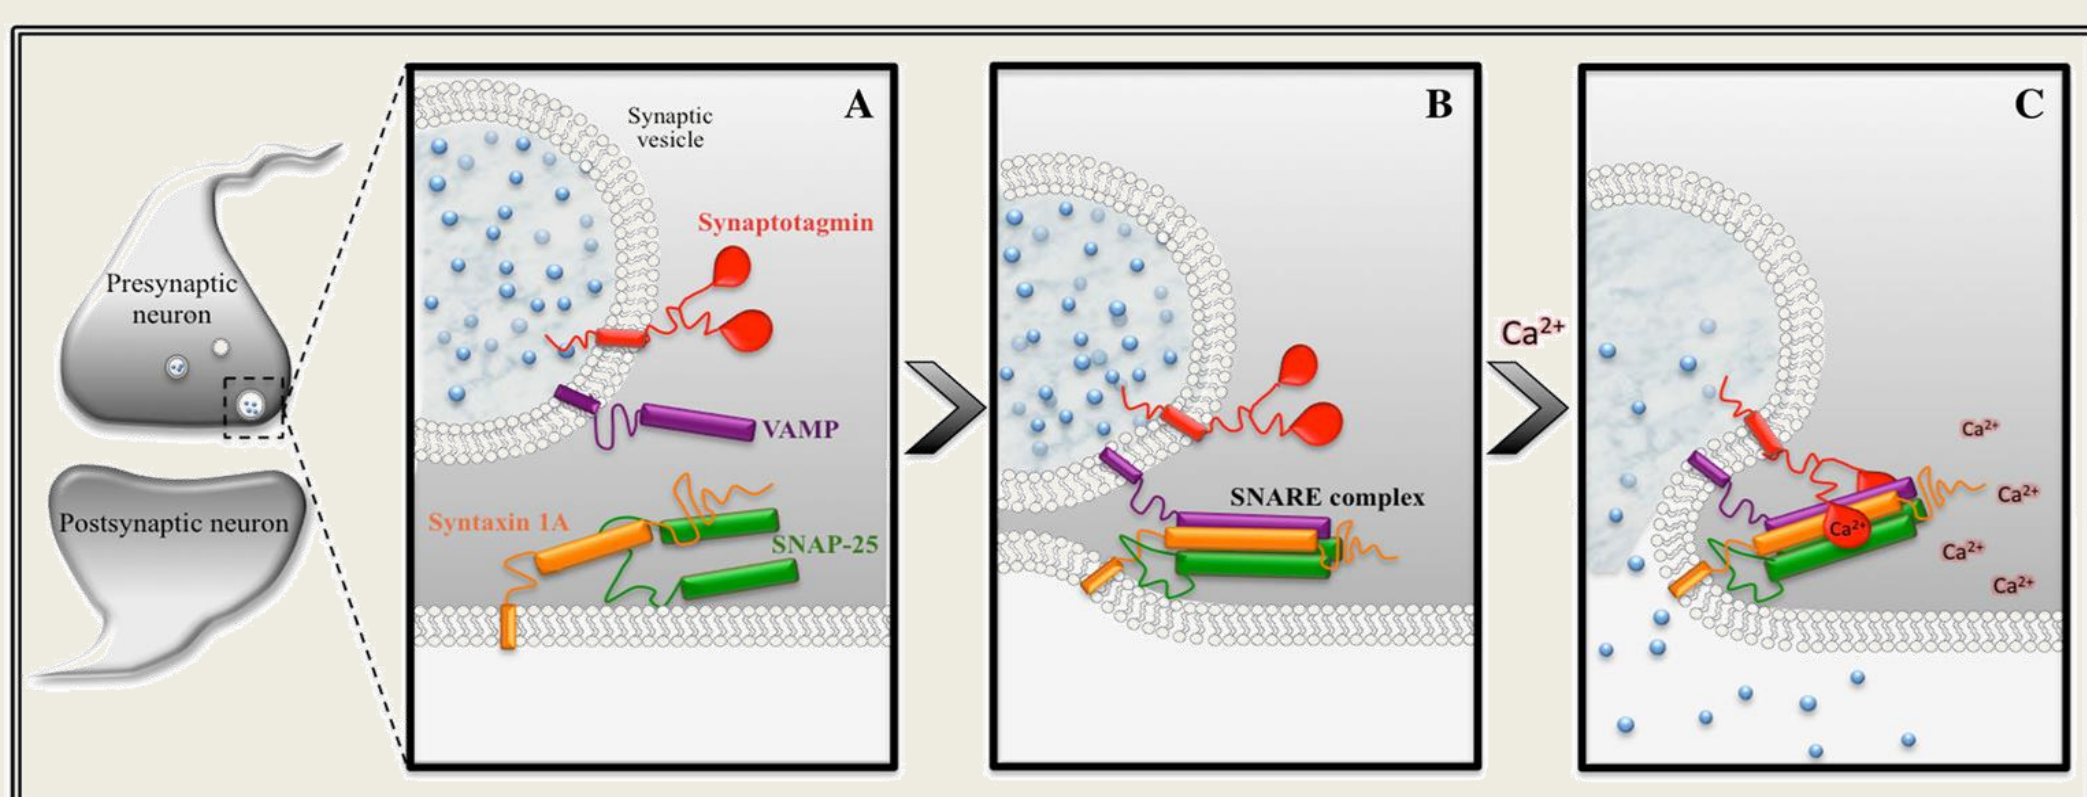 Presynaptic
neuron
Postsynaptic neuron
A
Synaptic
vesicle
Synaptotagmin
VAMP
Syntaxin 1A
SNAP-25
B
SNARE complex
Ca²⁺
C
Ca²⁺
Ca²⁺
Ca²⁺
Ca²⁺
Ca²⁺